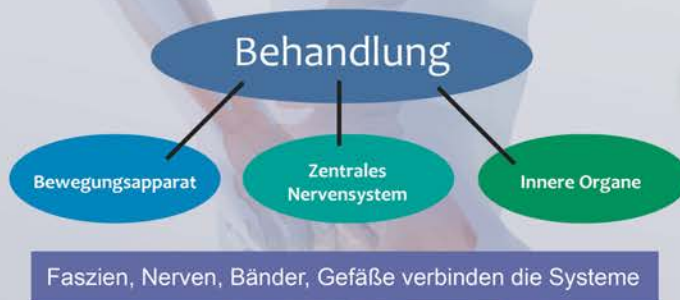 Behandlung
Bewegungsapparat
Zentrales
Nervensystem
Innere Organe
Faszien, Nerven, Bänder, Gefäße verbinden die Systeme